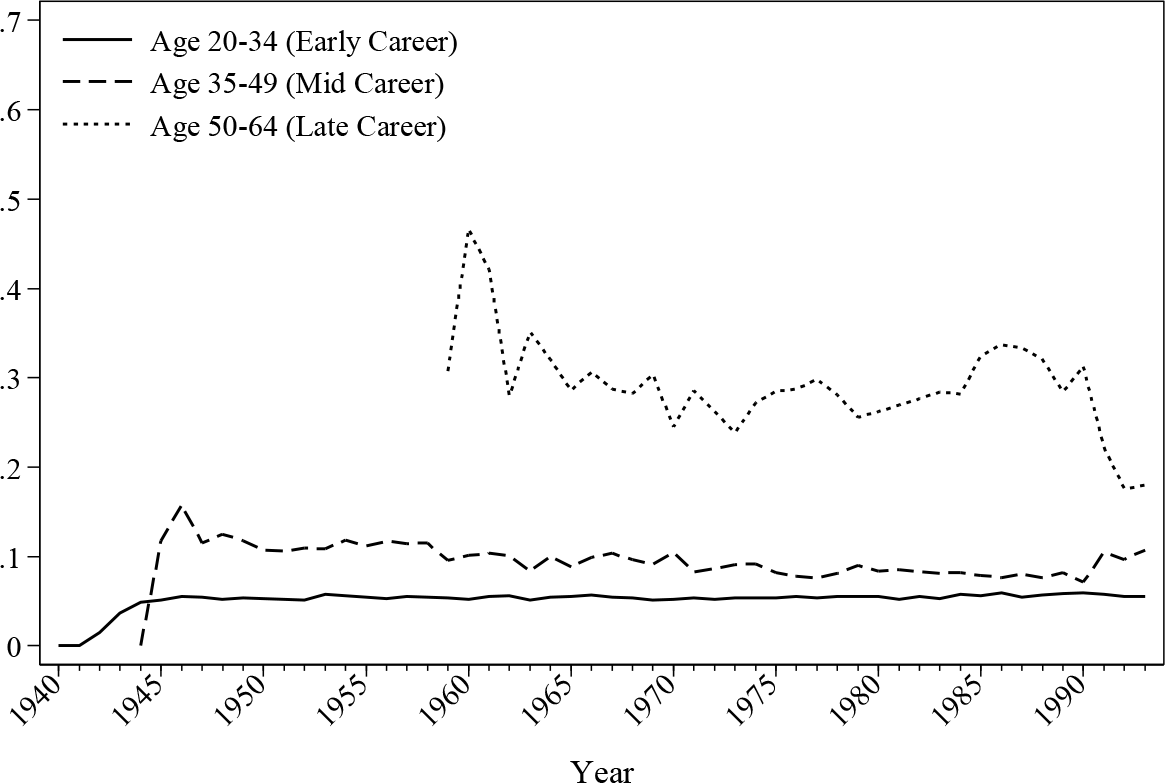 .7
Age 20-34 (Early Career)
Age 35-49 (Mid Career)
.6
Age 50-64 (Late Career)
.5
.4
.3
.2
.1
0
1940 1945 1950 1955 1960 1965 1970 1975 1980 1985 1990
Year